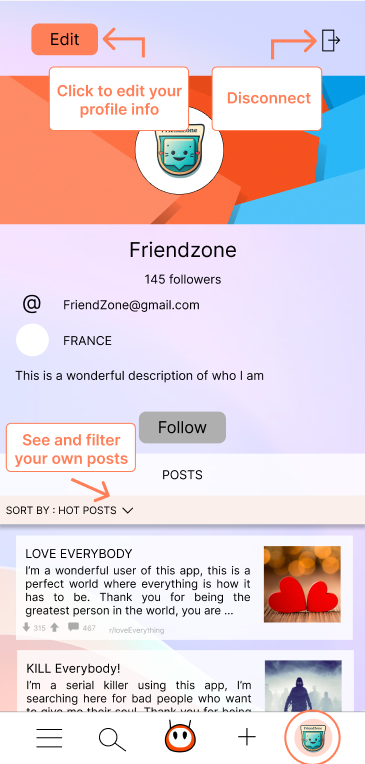 Edit
Click to edit your
profile info
Disconnect
Friendzone
Friendzone
145 followers
@ FriendZone@gmail.com
FRANCE
This is a wonderful description of who I am
Follow
See and filter
your own posts
POSTS
SORT BY : HOT POSTS
LOVE EVERYBODY
I'm a wonderful user of this app, this is a
perfect world where everything is how it
has to be. Thank you for being the
greatest person in the world, you are ...
315 467 r/loveEverything
KILL Everybody!
I'm a serial killer using this app, I'm
searching here for bad people who want
to give me their soul. Thank you for being
FriendZone